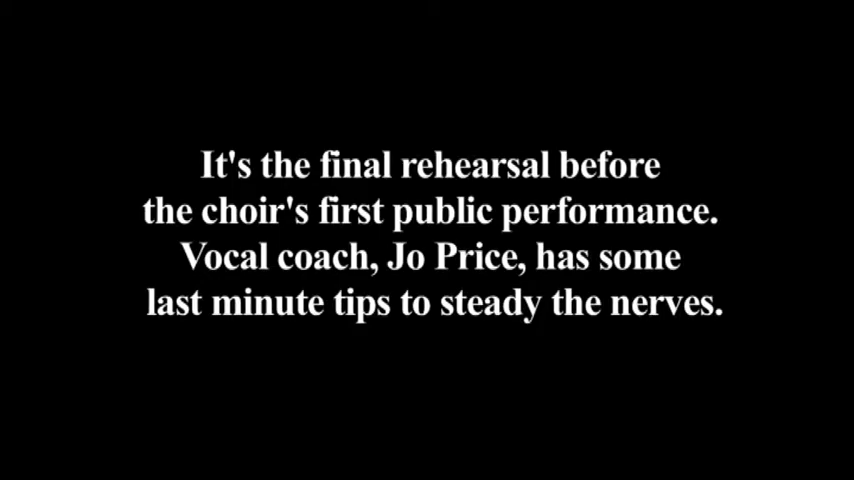 It's the final rehearsal before
the choir's first public performance.
Vocal coach, Jo Price, has some
last minute tips to steady the nerves.